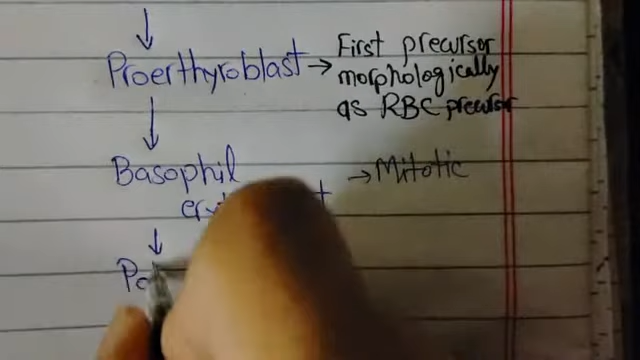 Proerthyroblast → First precursor
morphologically
as RBC precursor
Basophil → Mitotic